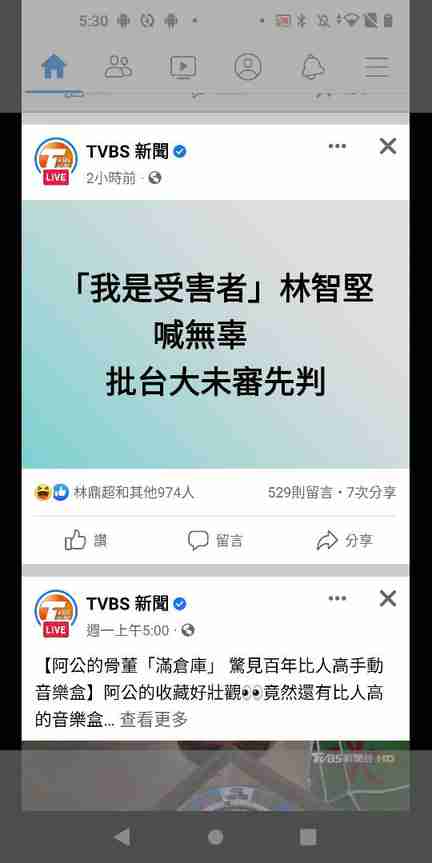 5:30
TVBS 新聞
LIVE
2小時前
「我是受害者」林智堅
喊無辜
批台大未審先判
林鼎超和其他974人
529則留言·7次分享
讚
留言
分享
TVBS 新聞
LIVE
週一上午5:00
【阿公的骨董「滿倉庫」 驚見百年比人高手動
音樂盒】阿公的收藏好壯觀👀竟然還有比人高
的音樂盒... 查看更多
TVBS新聞台 HD